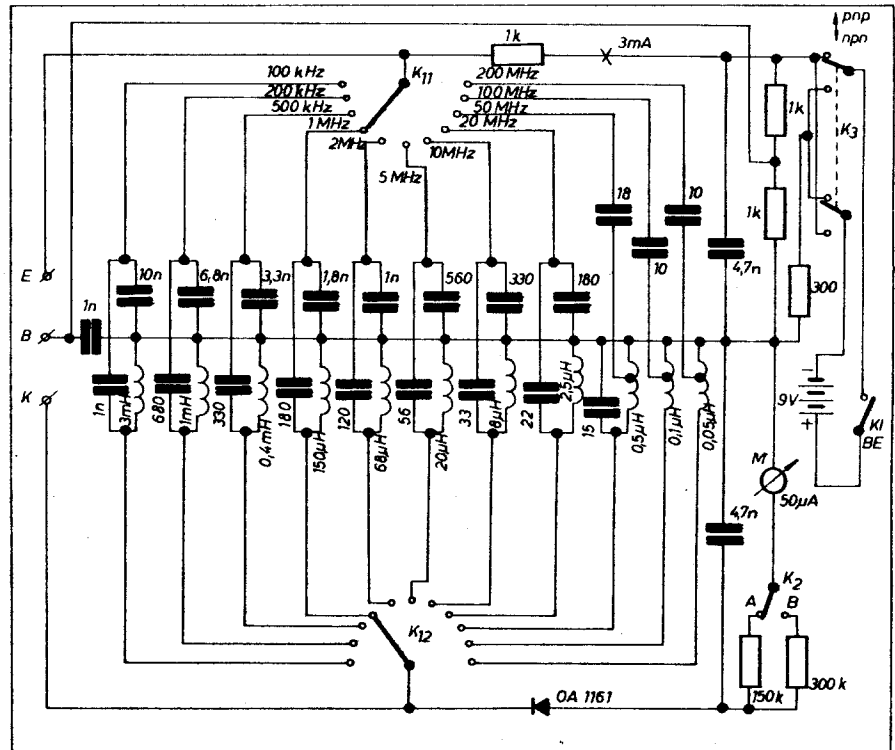 pnp
npn
1k
3mA
K11
100 kHz
200 kHz
500 kHz
1 MHz
2MHz
5 MHz
10MHz
20 MHz
50 MHz
100 MHz
200 MHz
1k
K3
1k
18
10
10
4,7n
300
E
B
K
1n
10n
6,8n
3,3n
1,8n
1n
560
330
180
1n
3mH
680
1mH
330
0,4mH
180
150µH
120
68µH
56
20µH
33
8µH
22
2,5µH
15
0,5µH
0,1µH
0,05µH
-
9V
+
KI
BE
M
50µA
4,7n
K2
A
B
K12
150k
300k
OA 1161